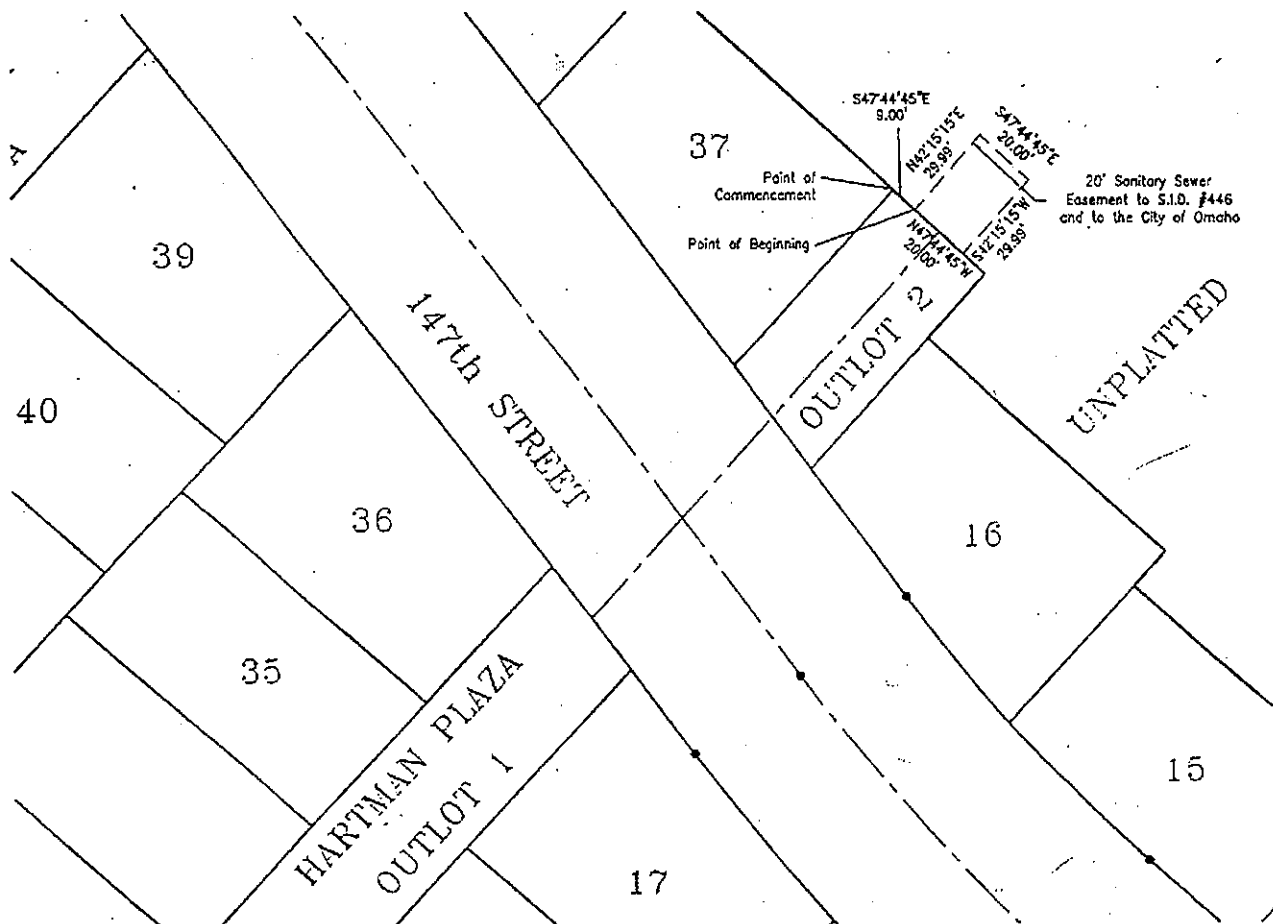 S47°44'45"E
9.00'
N42°15'15"E
29.99'
S47°44'45"E
20.00'
37
Point of
Commencement
20' Sanitary Sewer
Easement to S.I.D. #446
and to the City of Omaha
Point of Beginning
N47°44'45"W
20.00'
S42°15'15"W
29.99'
39
147th STREET
OUTLOT 2
UNPLATTED
40
36
16
35
HARTMAN PLAZA
OUTLOT 1
15
17